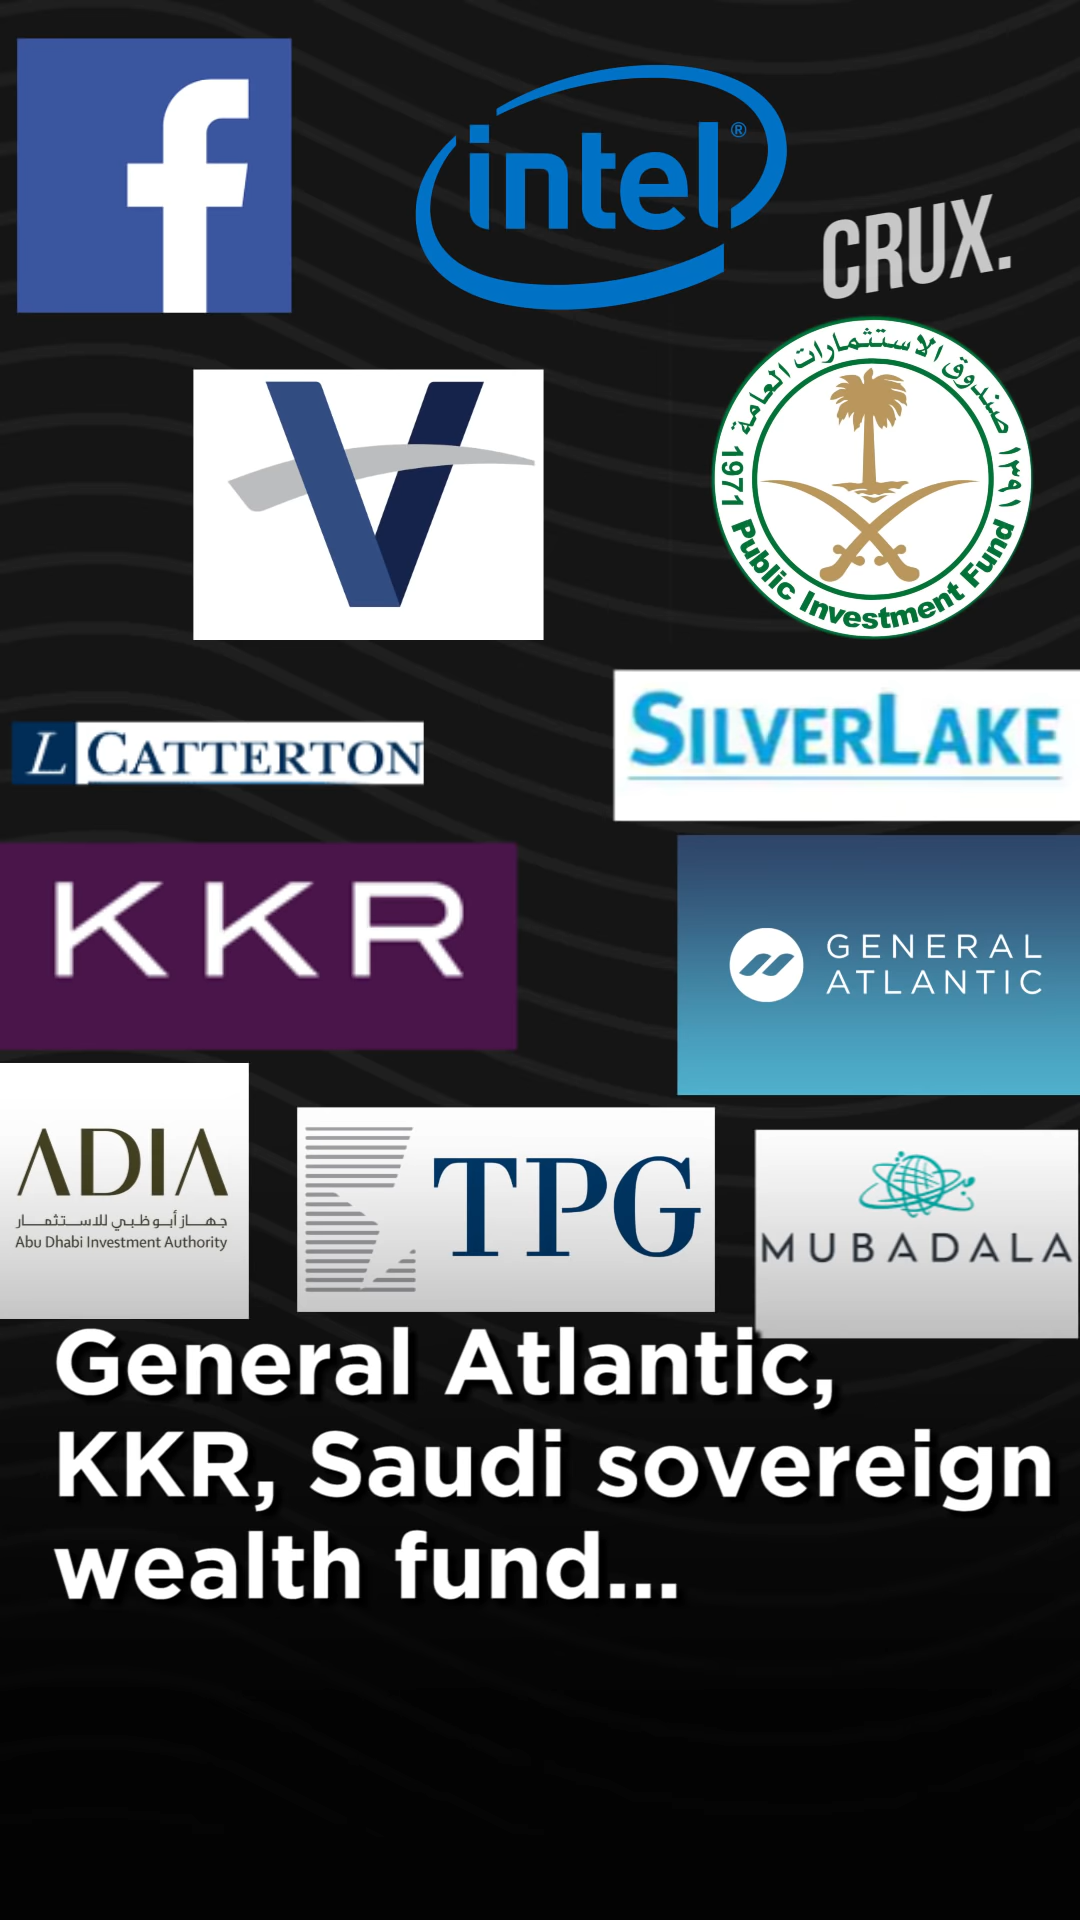 f
intel®
CRUX.
V
صندوق الاستثمارات العامة
1971 ١٣٩١
Public Investment Fund
L CATTERTON
SILVERLAKE
KKR
GENERAL
ATLANTIC
ADIA
جهاز أبوظبي للاستثمار
Abu Dhabi Investment Authority
TPG
MUBADALA
General Atlantic,
KKR, Saudi sovereign
wealth fund...